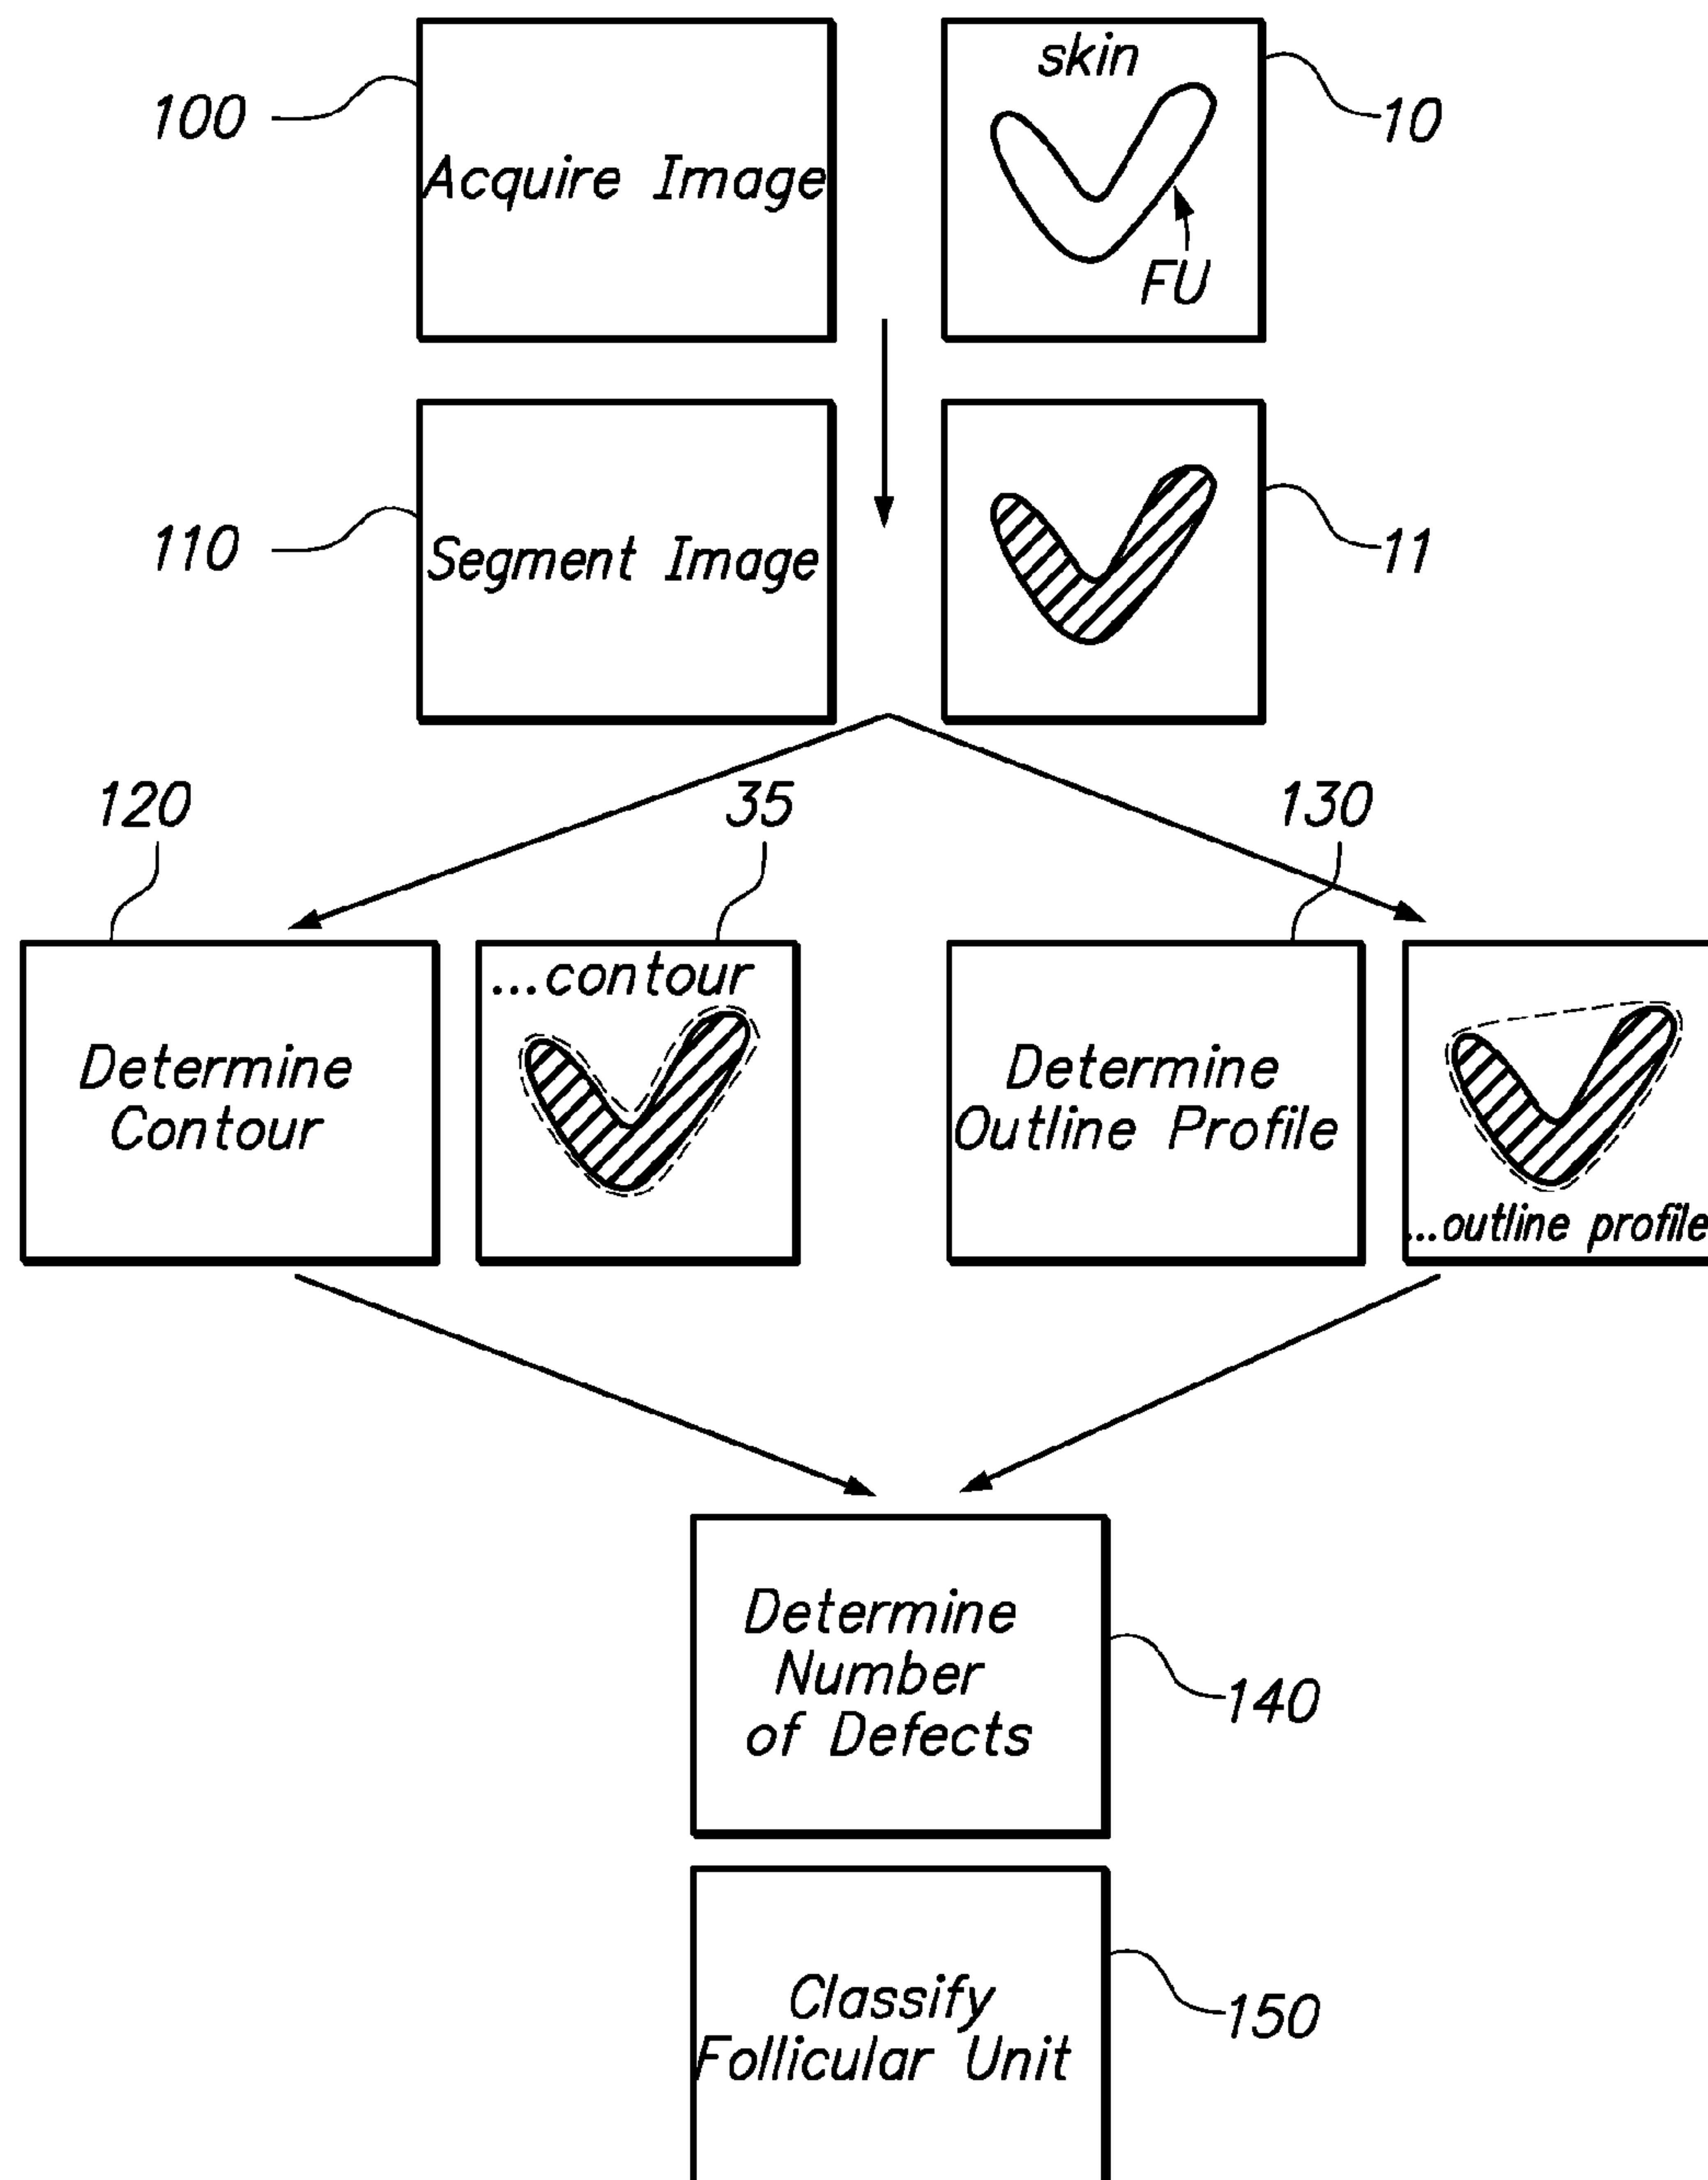 100
Acquire Image
skin
FU
10
110
Segment Image
11
120
35
130
Determine
Contour
...contour
Determine
Outline Profile
...outline profile
Determine
Number
of Defects
140
Classify
Follicular Unit
150